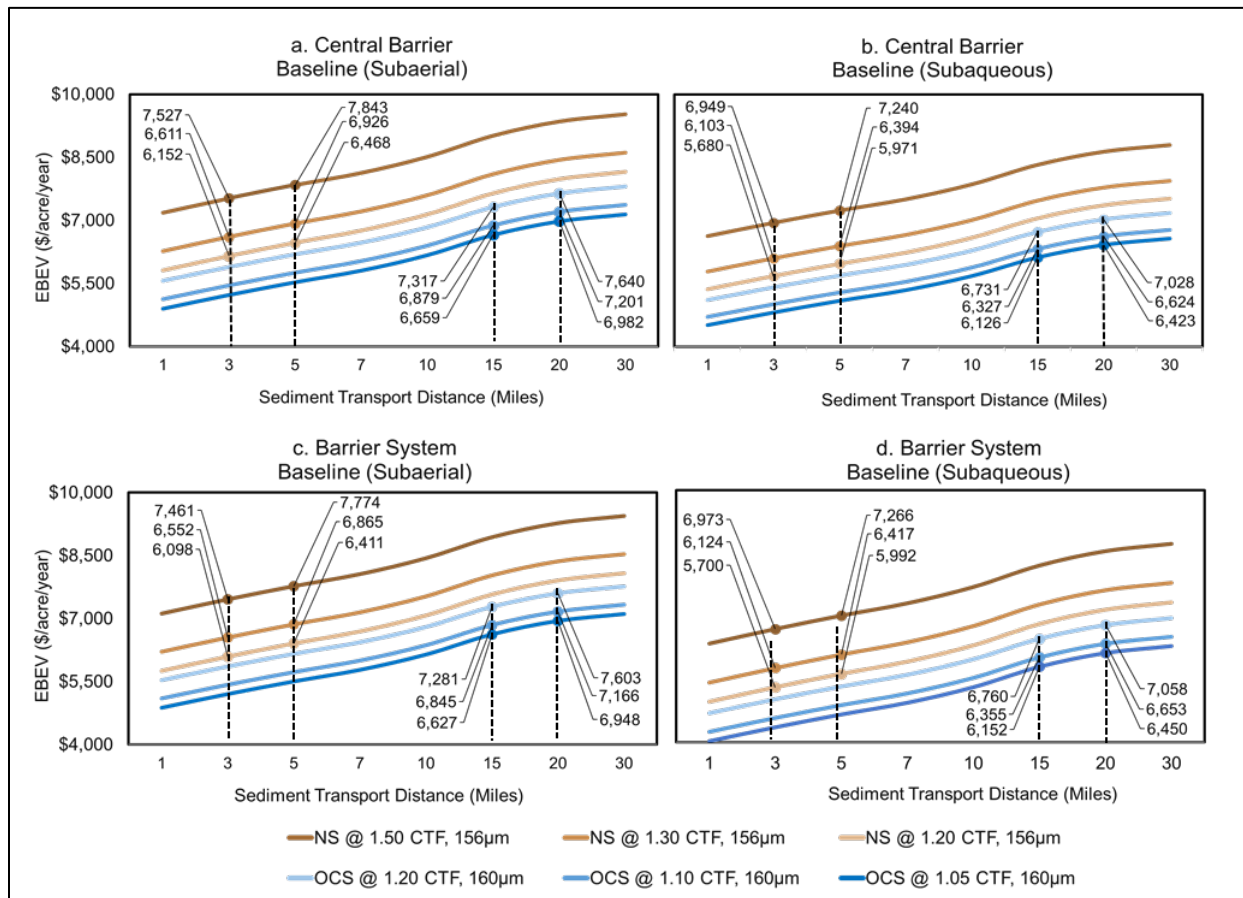 a. Central Barrier
Baseline (Subaerial)
b. Central Barrier
Baseline (Subaqueous)
EBEV ($/acre/year)
$10,000
$8,500
$7,000
$5,500
$4,000
7,527
6,611
6,152
7,843
6,926
6,468
7,317
6,879
6,659
7,640
7,201
6,982
6,949
6,103
5,680
7,240
6,394
5,971
6,731
6,327
6,126
7,028
6,624
6,423
1 3 5 7 10 15 20 30
1 3 5 7 10 15 20 30
Sediment Transport Distance (Miles)
Sediment Transport Distance (Miles)
c. Barrier System
Baseline (Subaerial)
d. Barrier System
Baseline (Subaqueous)
EBEV ($/acre/year)
$10,000
$8,500
$7,000
$5,500
$4,000
7,461
6,552
6,098
7,774
6,865
6,411
7,281
6,845
6,627
7,603
7,166
6,948
6,973
6,124
5,700
7,266
6,417
5,992
6,760
6,355
6,152
7,058
6,653
6,450
1 3 5 7 10 15 20 30
1 3 5 7 10 15 20 30
Sediment Transport Distance (Miles)
Sediment Transport Distance (Miles)
NS @ 1.50 CTF, 156µm
NS @ 1.30 CTF, 156µm
NS @ 1.20 CTF, 156µm
OCS @ 1.20 CTF, 160µm
OCS @ 1.10 CTF, 160µm
OCS @ 1.05 CTF, 160µm